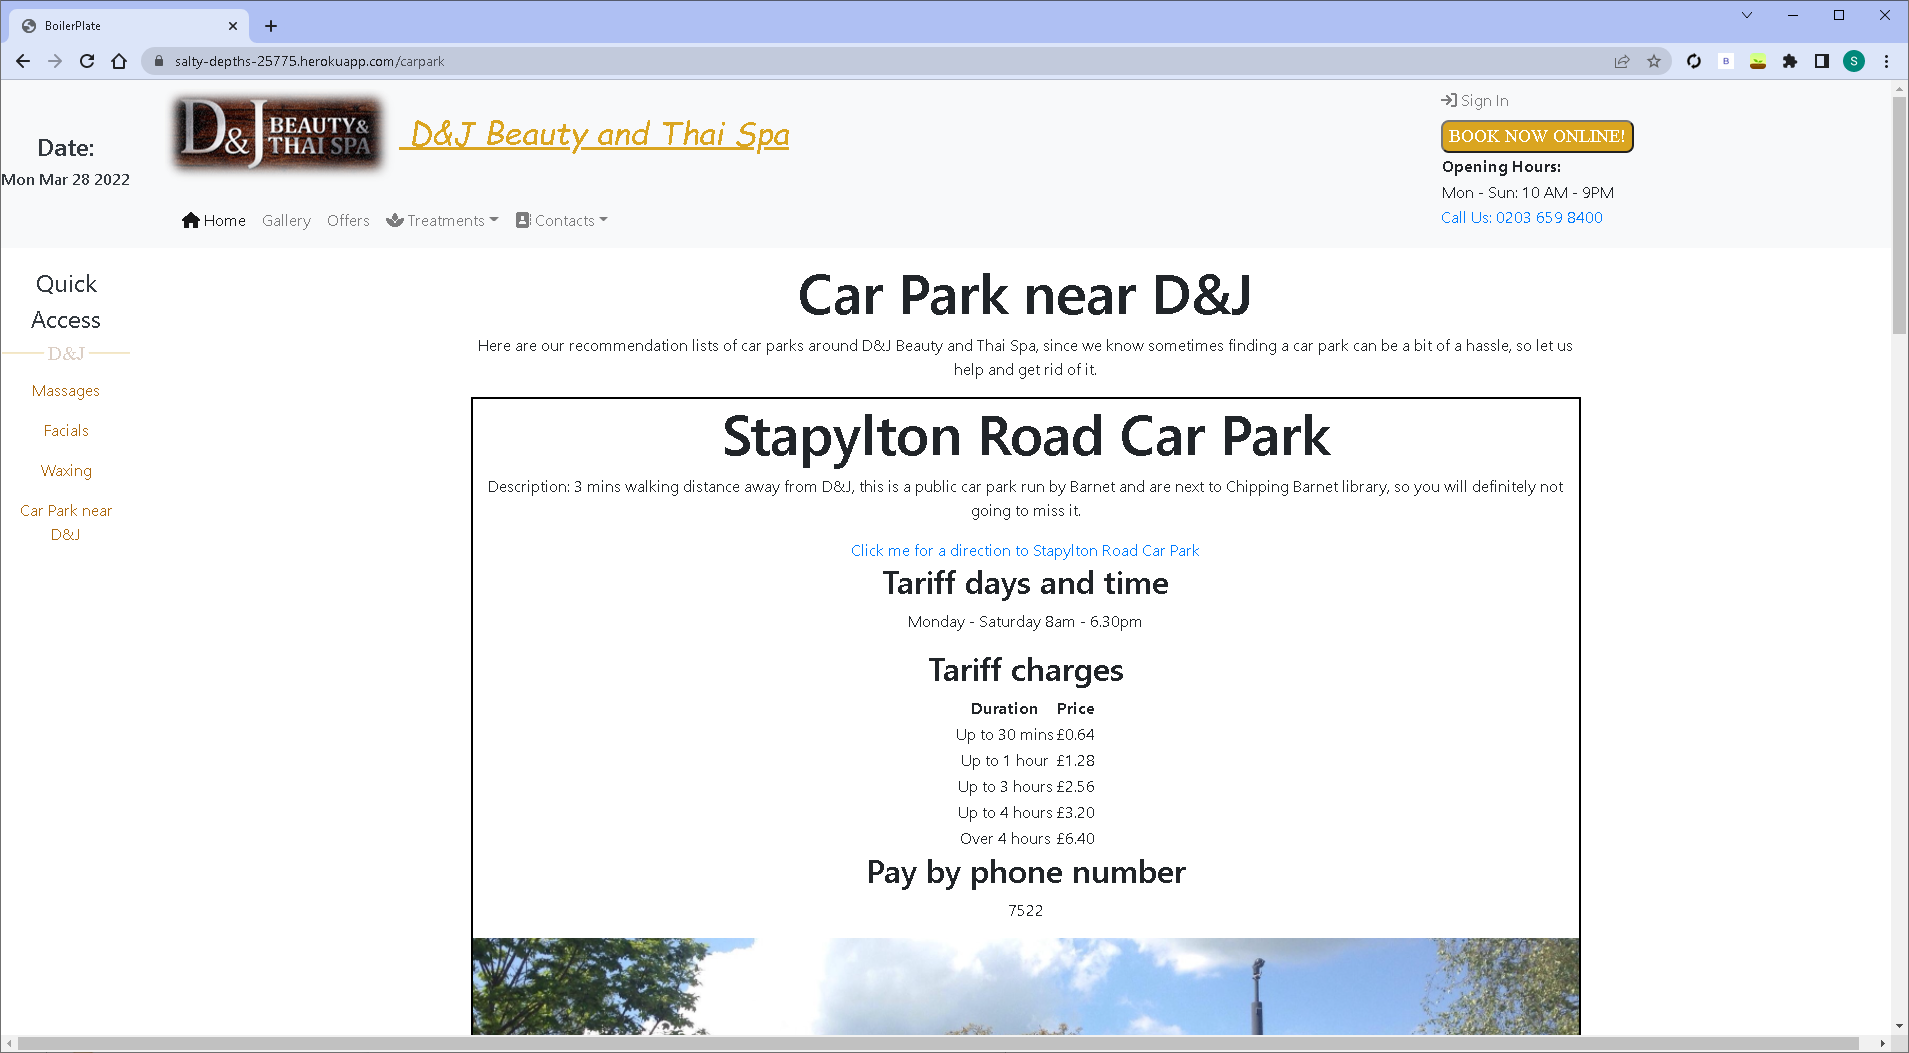 BoilerPlate
salty-depths-25775.herokuapp.com/carpark
B
S
Date:
Mon Mar 28 2022
D&J BEAUTY& THAI SPA
D&J Beauty and Thai Spa
Sign In
BOOK NOW ONLINE!
Opening Hours:
Mon - Sun: 10 AM - 9PM
Call Us: 0203 659 8400
Home Gallery Offers Treatments Contacts
Quick
Access
D&J
Massages
Facials
Waxing
Car Park near
D&J
Car Park near D&J
Here are our recommendation lists of car parks around D&J Beauty and Thai Spa, since we know sometimes finding a car park can be a bit of a hassle, so let us
help and get rid of it.
Stapylton Road Car Park
Description: 3 mins walking distance away from D&J, this is a public car park run by Barnet and are next to Chipping Barnet library, so you will definitely not
going to miss it.
Click me for a direction to Stapylton Road Car Park
Tariff days and time
Monday - Saturday 8am - 6.30pm
Tariff charges
Duration Price
Up to 30 mins £0.64
Up to 1 hour £1.28
Up to 3 hours £2.56
Up to 4 hours £3.20
Over 4 hours £6.40
Pay by phone number
7522